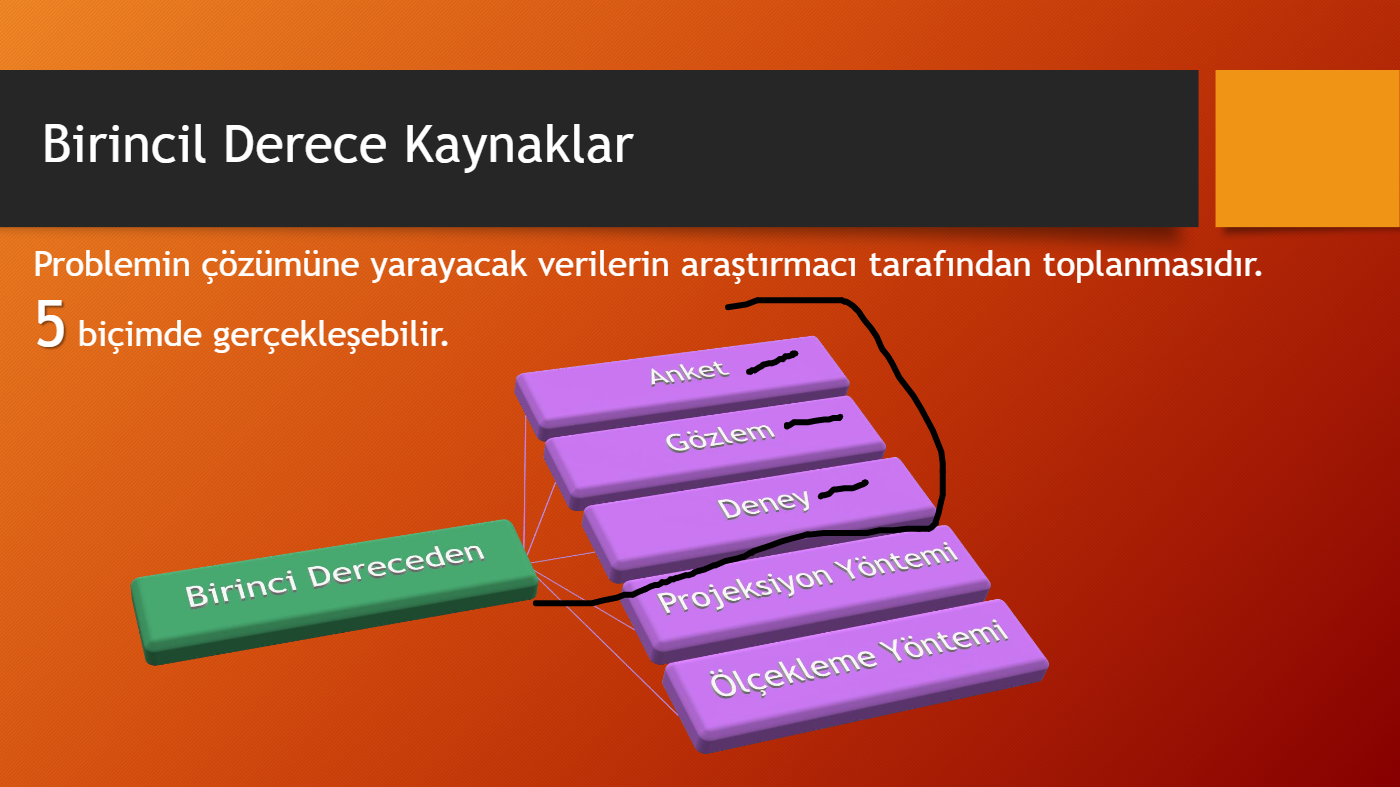 Birincil Derece Kaynaklar
Problemin çözümüne yarayacak verilerin araştırmacı tarafından toplanmasıdır.
5 biçimde gerçekleşebilir.
Anket
Gözlem
Deney
Birinci Dereceden
Projeksiyon Yöntemi
Ölçekleme Yöntemi